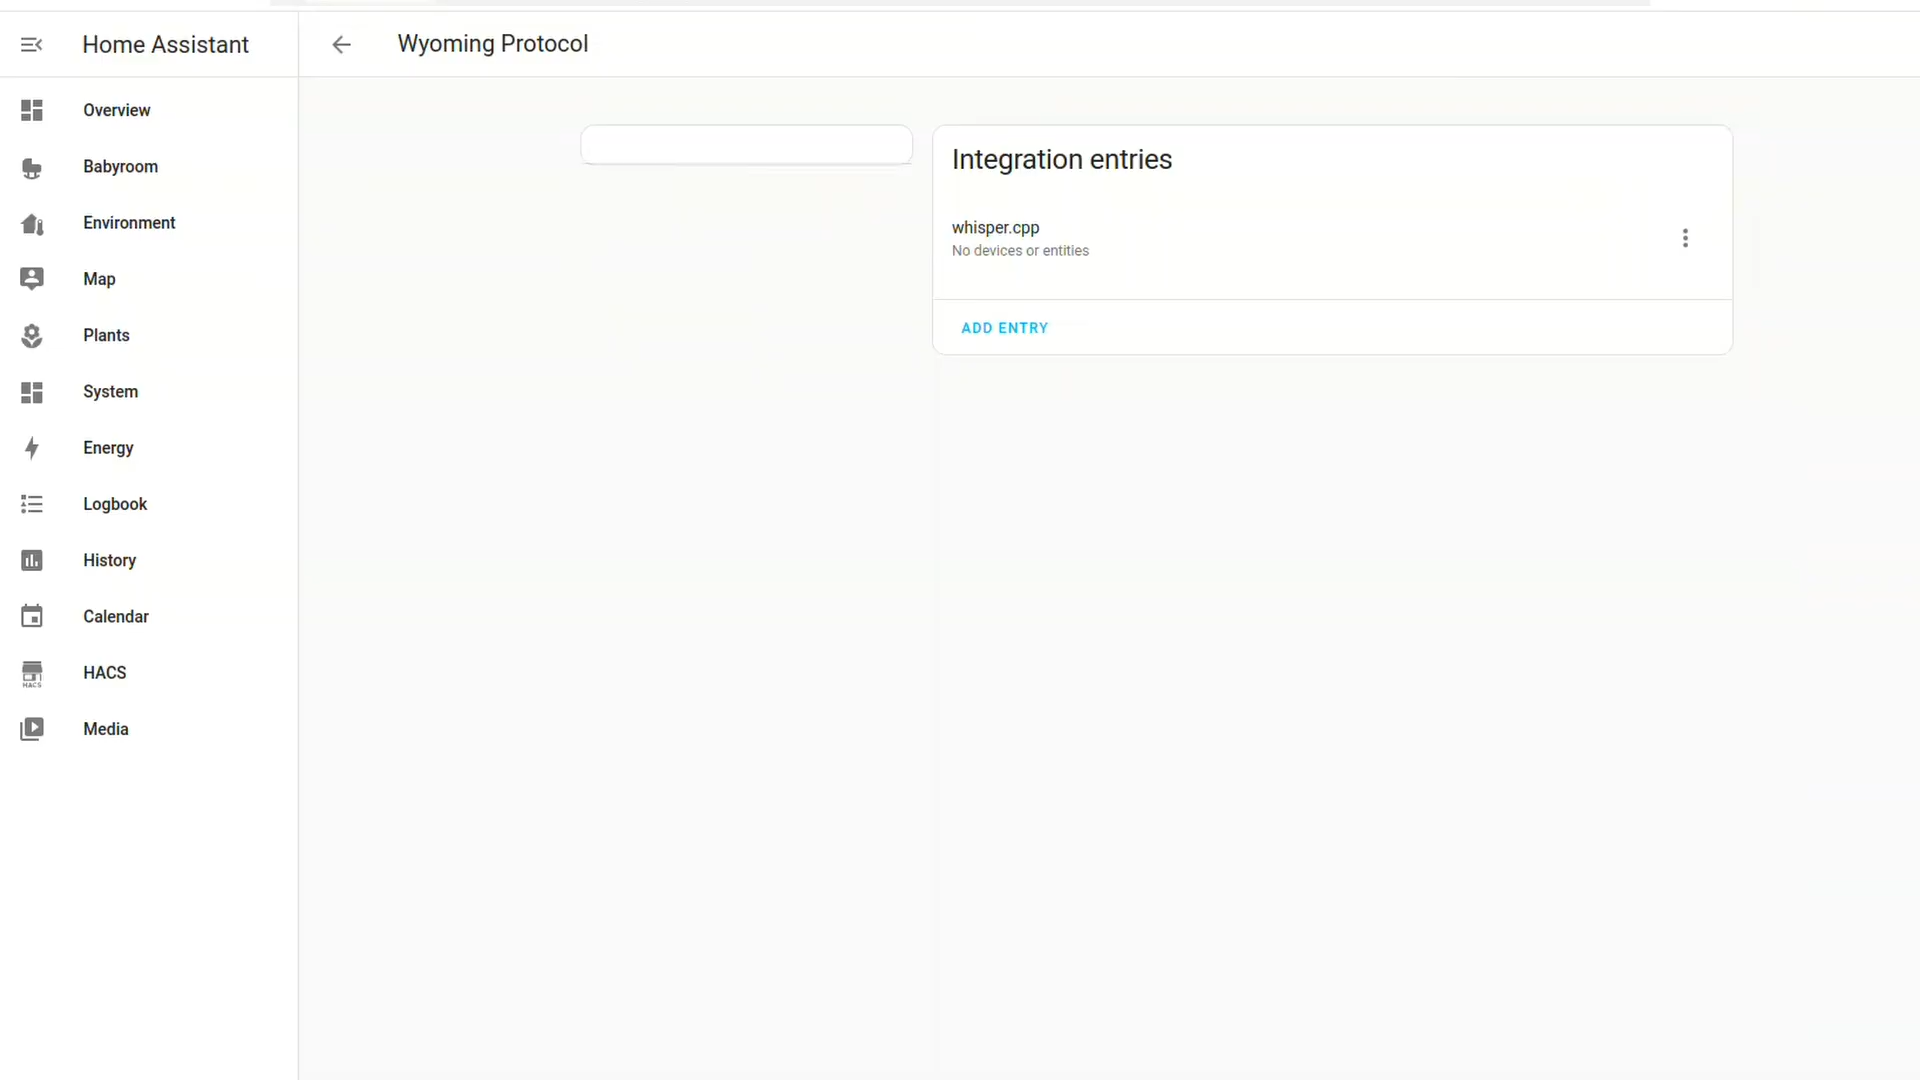 Home Assistant
Wyoming Protocol
Overview
Babyroom
Environment
Map
Plants
System
Energy
Logbook
History
Calendar
HACS
HACS
Media
Integration entries
whisper.cpp
No devices or entities
ADD ENTRY